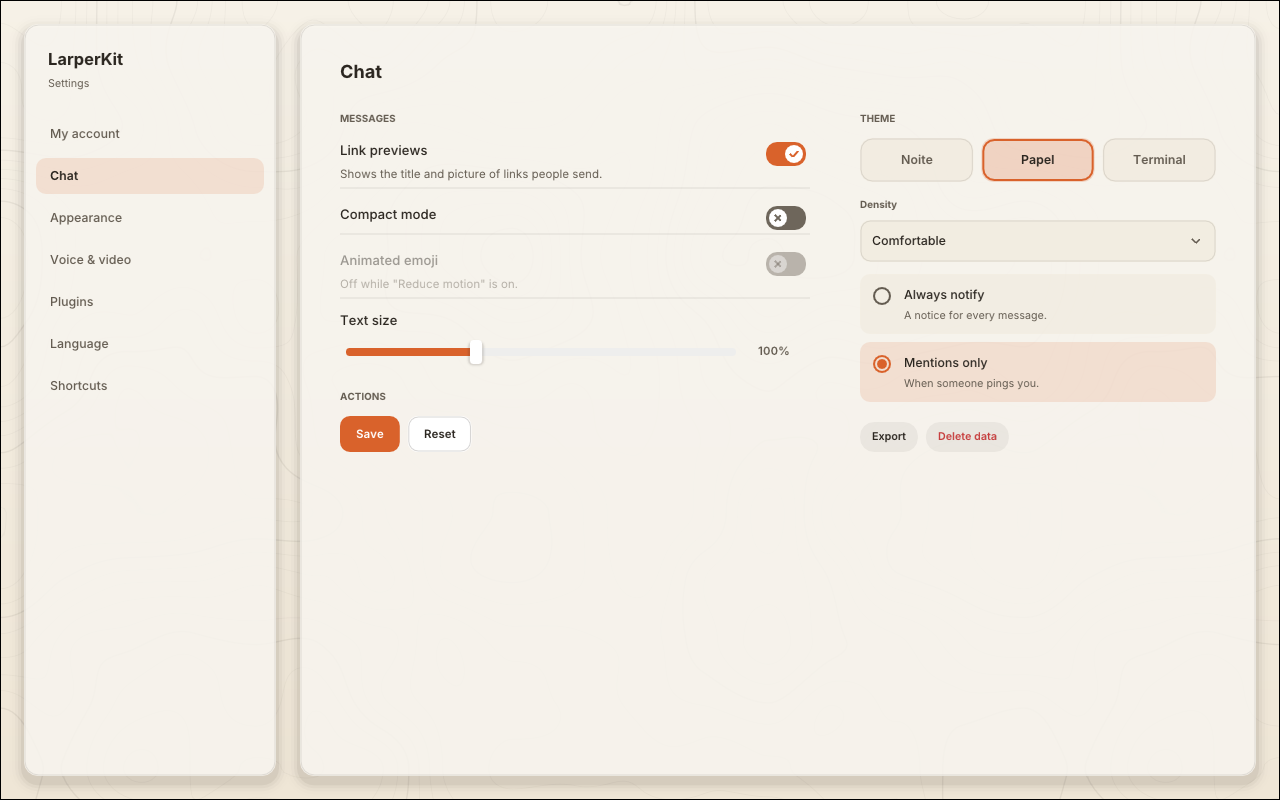 LarperKit
Settings
My account
Chat
Appearance
Voice & video
Plugins
Language
Shortcuts
Chat
MESSAGES
Link previews
Shows the title and picture of links people send.
Compact mode
Animated emoji
Off while "Reduce motion" is on.
Text size
100%
ACTIONS
Save
Reset
THEME
Noite
Papel
Terminal
Density
Comfortable
Always notify
A notice for every message.
Mentions only
When someone pings you.
Export
Delete data